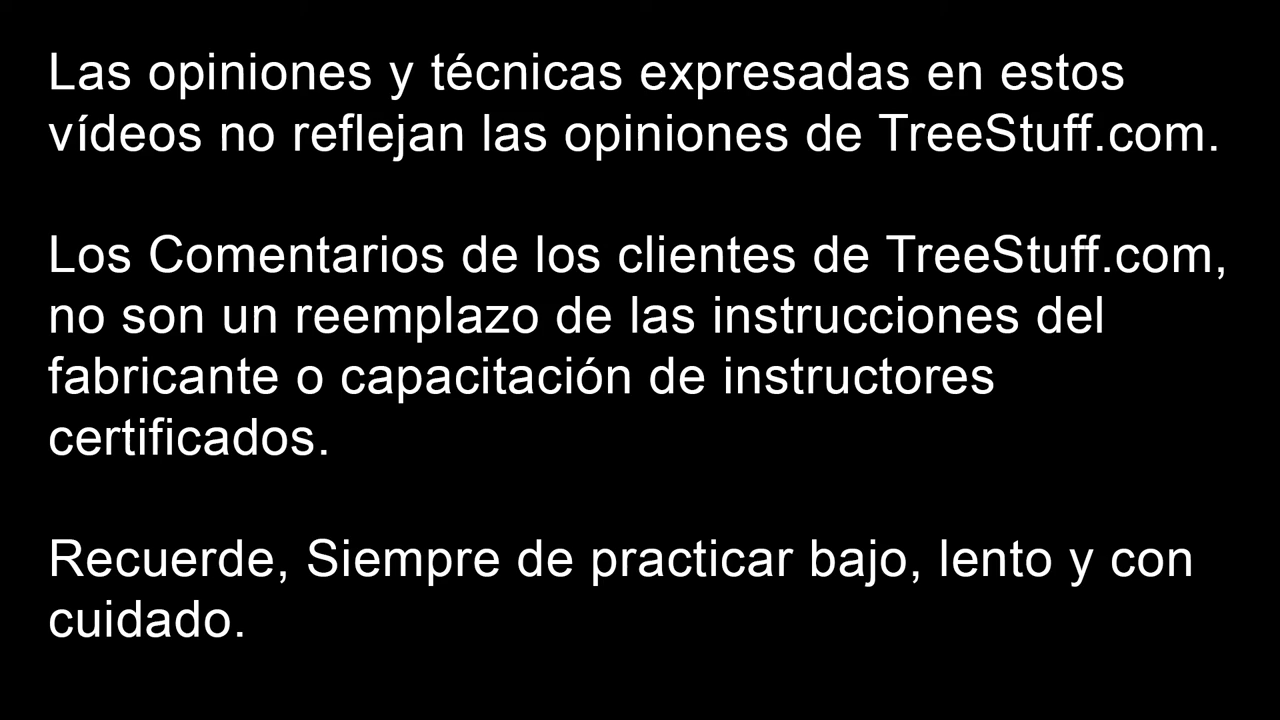 Las opiniones y técnicas expresadas en estos
vídeos no reflejan las opiniones de TreeStuff.com.
Los Comentarios de los clientes de TreeStuff.com,
no son un reemplazo de las instrucciones del
fabricante o capacitación de instructores
certificados.
Recuerde, Siempre de practicar bajo, lento y con
cuidado.